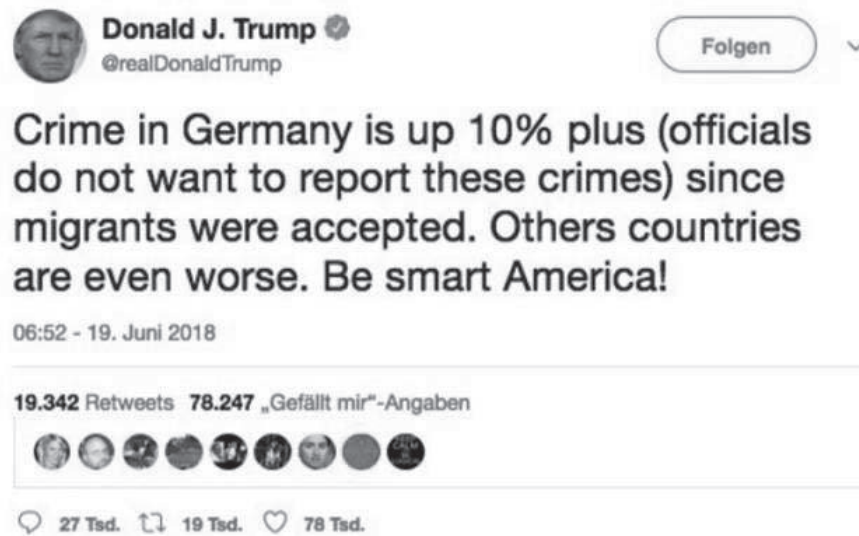 Donald J. Trump
@realDonaldTrump
Folgen
Crime in Germany is up 10% plus (officials
do not want to report these crimes) since
migrants were accepted. Others countries
are even worse. Be smart America!
06:52 - 19. Juni 2018
19.342 Retweets 78.247 „Gefällt mir“-Angaben
27 Tsd. 19 Tsd. 78 Tsd.